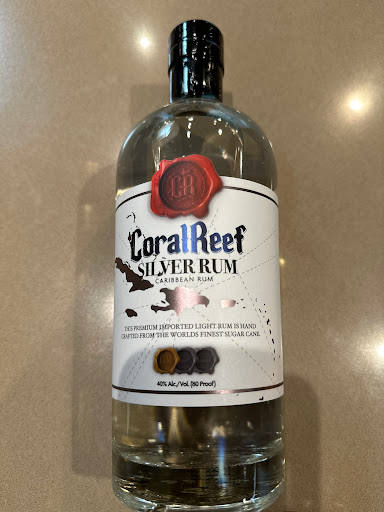 CR
CoralReef
SILVER RUM
CARIBBEAN RUM
THIS PREMIUM IMPORTED LIGHT RUM IS HAND
CRAFTED FROM THE WORLDS FINEST SUGAR CANE.
40% Alc./Vol. (80 Proof)